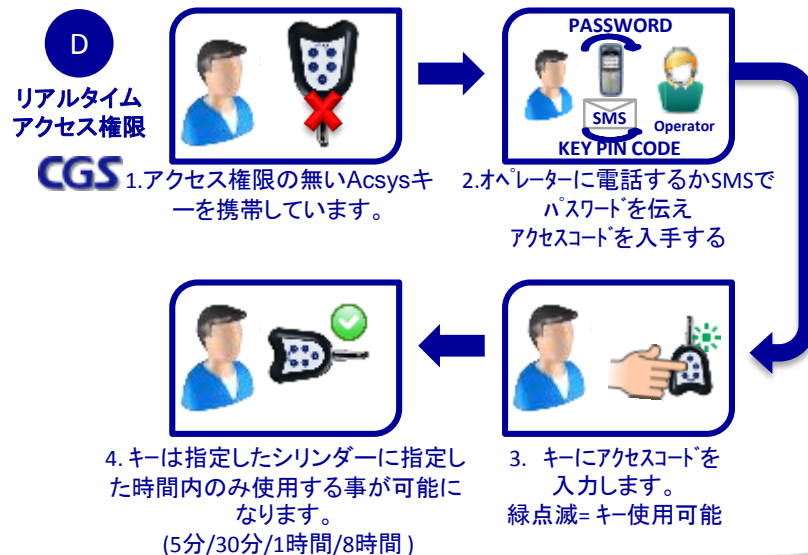 D
リアルタイム
アクセス権限
CGS
1.アクセス権限の無いAcsysキ
ーを携帯しています。
PASSWORD
SMS
Operator
KEY PIN CODE
2.オペレーターに電話するかSMSで
パスワードを伝え
アクセスコードを入手する
3. キーにアクセスコードを
入力します。
緑点滅= キー使用可能
4. キーは指定したシリンダーに指定し
た時間内のみ使用する事が可能に
なります。
(5分/30分/1時間/8時間 )